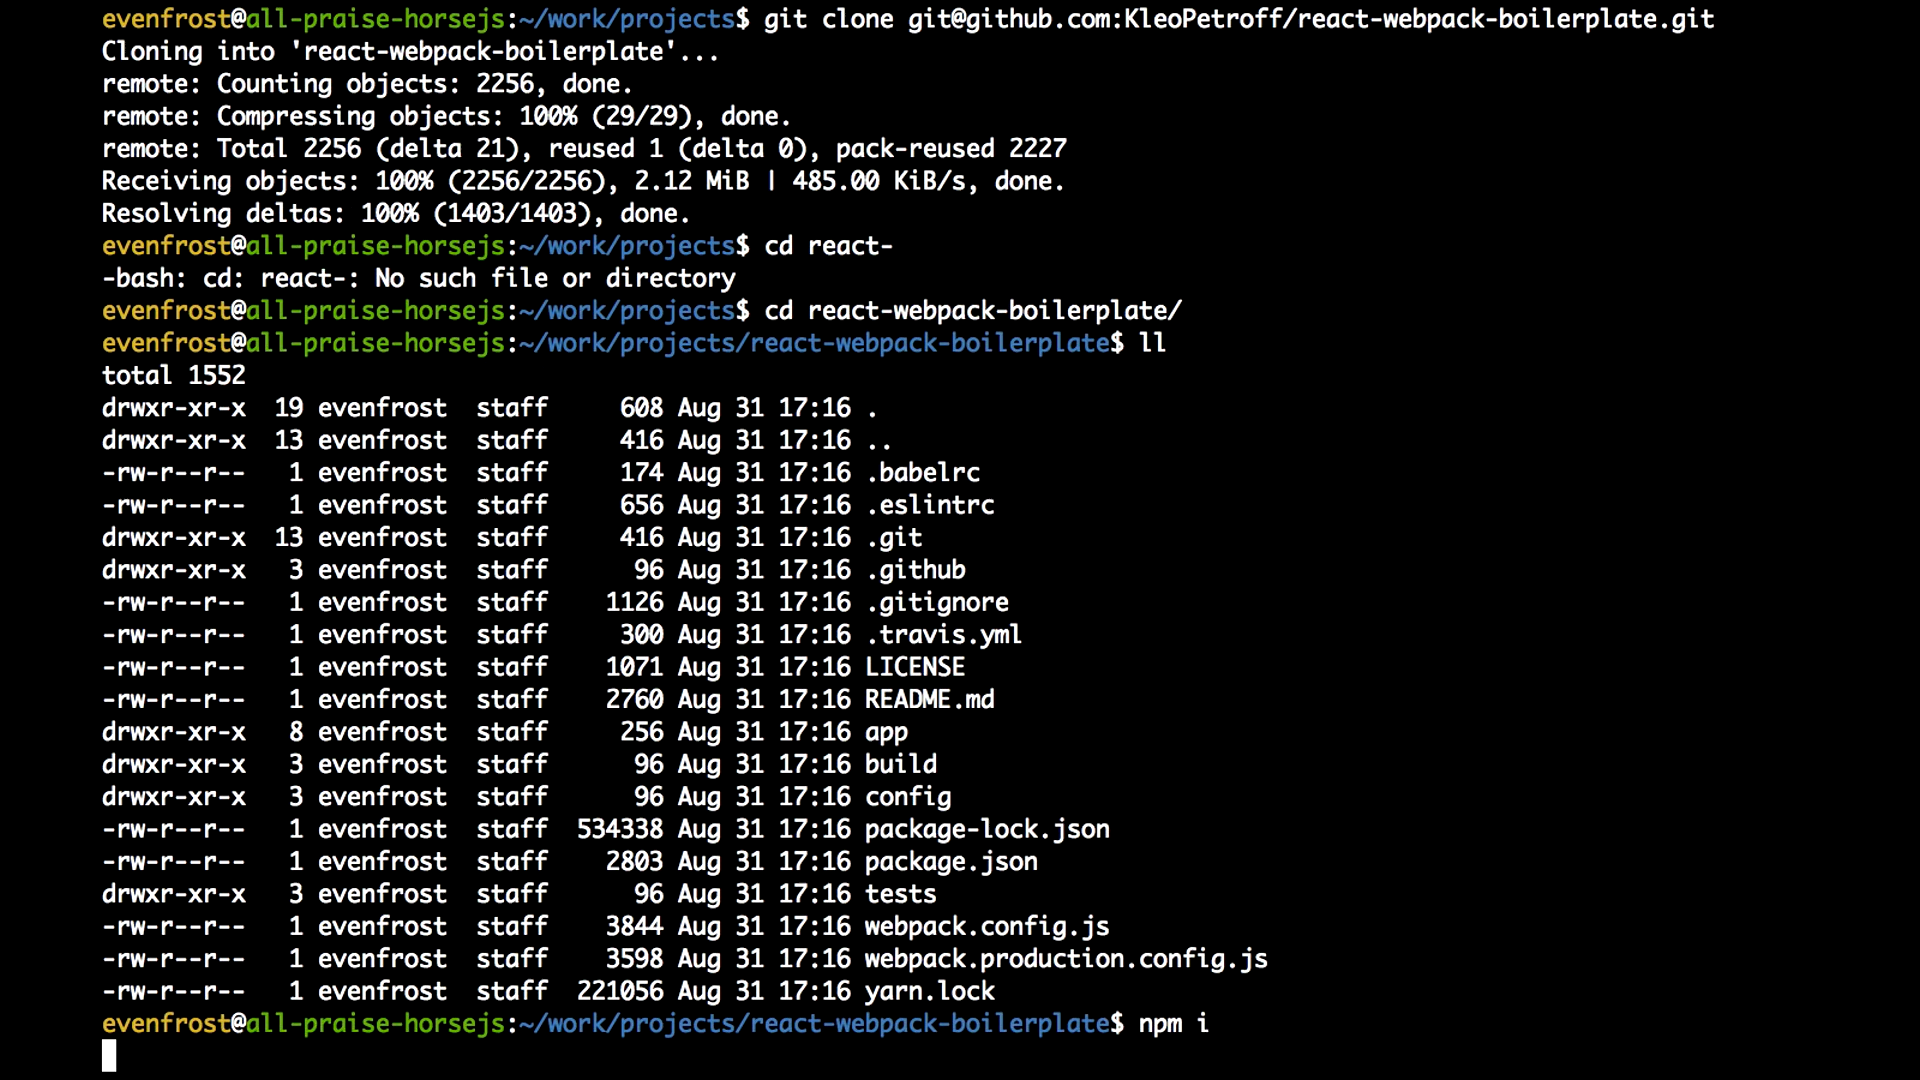 evenfrost@all-praise-horsejs:~/work/projects$ git clone git@github.com:KleoPetroff/react-webpack-boilerplate.git
Cloning into 'react-webpack-boilerplate'...
remote: Counting objects: 2256, done.
remote: Compressing objects: 100% (29/29), done.
remote: Total 2256 (delta 21), reused 1 (delta 0), pack-reused 2227
Receiving objects: 100% (2256/2256), 2.12 MiB | 485.00 KiB/s, done.
Resolving deltas: 100% (1403/1403), done.
evenfrost@all-praise-horsejs:~/work/projects$ cd react-
-bash: cd: react-: No such file or directory
evenfrost@all-praise-horsejs:~/work/projects$ cd react-webpack-boilerplate/
evenfrost@all-praise-horsejs:~/work/projects/react-webpack-boilerplate$ ll
total 1552
drwxr-xr-x  19 evenfrost  staff     608 Aug 31 17:16 .
drwxr-xr-x  13 evenfrost  staff     416 Aug 31 17:16 ..
-rw-r--r--   1 evenfrost  staff     174 Aug 31 17:16 .babelrc
-rw-r--r--   1 evenfrost  staff     656 Aug 31 17:16 .eslintrc
drwxr-xr-x  13 evenfrost  staff     416 Aug 31 17:16 .git
drwxr-xr-x   3 evenfrost  staff      96 Aug 31 17:16 .github
-rw-r--r--   1 evenfrost  staff    1126 Aug 31 17:16 .gitignore
-rw-r--r--   1 evenfrost  staff     300 Aug 31 17:16 .travis.yml
-rw-r--r--   1 evenfrost  staff    1071 Aug 31 17:16 LICENSE
-rw-r--r--   1 evenfrost  staff    2760 Aug 31 17:16 README.md
drwxr-xr-x   8 evenfrost  staff     256 Aug 31 17:16 app
drwxr-xr-x   3 evenfrost  staff      96 Aug 31 17:16 build
drwxr-xr-x   3 evenfrost  staff      96 Aug 31 17:16 config
-rw-r--r--   1 evenfrost  staff  534338 Aug 31 17:16 package-lock.json
-rw-r--r--   1 evenfrost  staff    2803 Aug 31 17:16 package.json
drwxr-xr-x   3 evenfrost  staff      96 Aug 31 17:16 tests
-rw-r--r--   1 evenfrost  staff    3844 Aug 31 17:16 webpack.config.js
-rw-r--r--   1 evenfrost  staff    3598 Aug 31 17:16 webpack.production.config.js
-rw-r--r--   1 evenfrost  staff  221056 Aug 31 17:16 yarn.lock
evenfrost@all-praise-horsejs:~/work/projects/react-webpack-boilerplate$ npm i